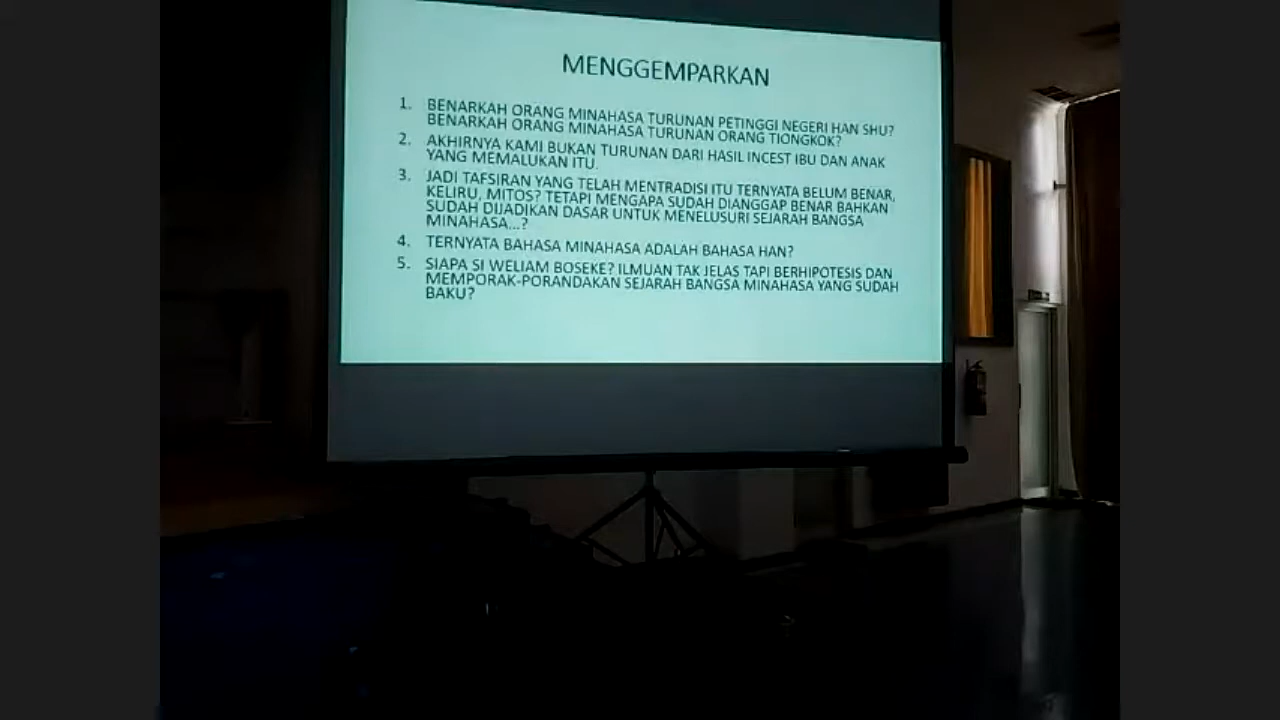 MENGGEMPARKAN
1. BENARKAH ORANG MINAHASA TURUNAN PETINGGI NEGERI HAN SHU?
BENARKAH ORANG MINAHASA TURUNAN ORANG TIONGKOK?
2. AKHIRNYA KAMI BUKAN TURUNAN DARI HASIL INCEST IBU DAN ANAK
YANG MEMALUKAN ITU.
3. JADI TAFSIRAN YANG TELAH MENTRADISI ITU TERNYATA BELUM BENAR,
KELIRU, MITOS? TETAPI MENGAPA SUDAH DIANGGAP BENAR BAHKAN
SUDAH DIJADIKAN DASAR UNTUK MENELUSURI SEJARAH BANGSA
MINAHASA...?
4. TERNYATA BAHASA MINAHASA ADALAH BAHASA HAN?
5. SIAPA SI WELIAM BOSEKE? ILMUAN TAK JELAS TAPI BERHIPOTESIS DAN
MEMPORAK-PORANDAKAN SEJARAH BANGSA MINAHASA YANG SUDAH
BAKU?